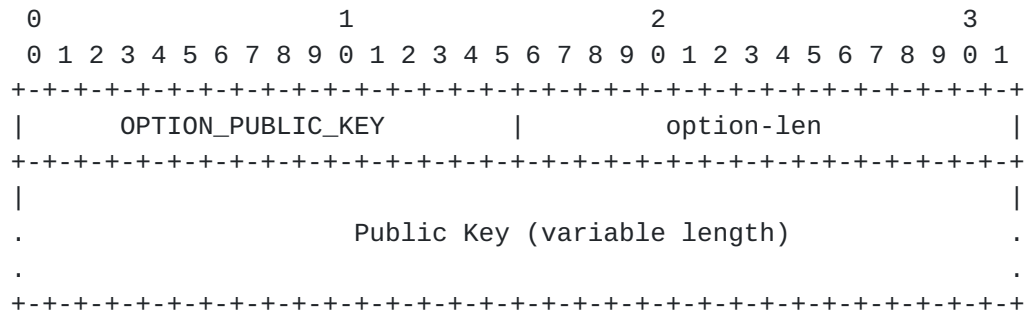 0                   1                   2                   3
 0 1 2 3 4 5 6 7 8 9 0 1 2 3 4 5 6 7 8 9 0 1 2 3 4 5 6 7 8 9 0 1
+-+-+-+-+-+-+-+-+-+-+-+-+-+-+-+-+-+-+-+-+-+-+-+-+-+-+-+-+-+-+-+-+
|      OPTION_PUBLIC_KEY        |         option-len            |
+-+-+-+-+-+-+-+-+-+-+-+-+-+-+-+-+-+-+-+-+-+-+-+-+-+-+-+-+-+-+-+-+
|                                                               |
.                     Public Key (variable length)              .
.                                                               .
+-+-+-+-+-+-+-+-+-+-+-+-+-+-+-+-+-+-+-+-+-+-+-+-+-+-+-+-+-+-+-+-+